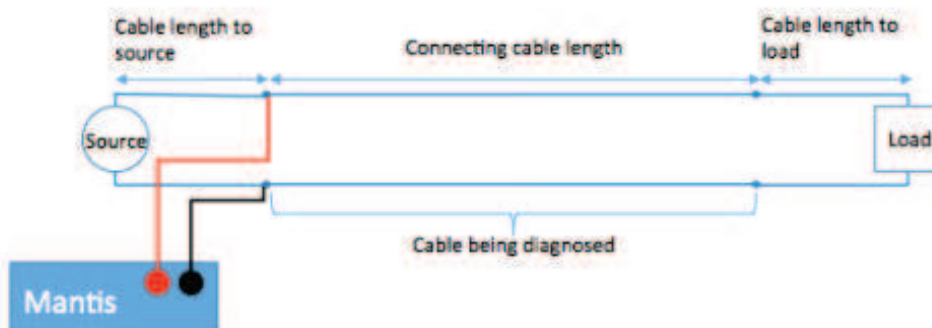 Cable length to
source
Connecting cable length
Cable length to
load
Source
Load
Cable being diagnosed
Mantis